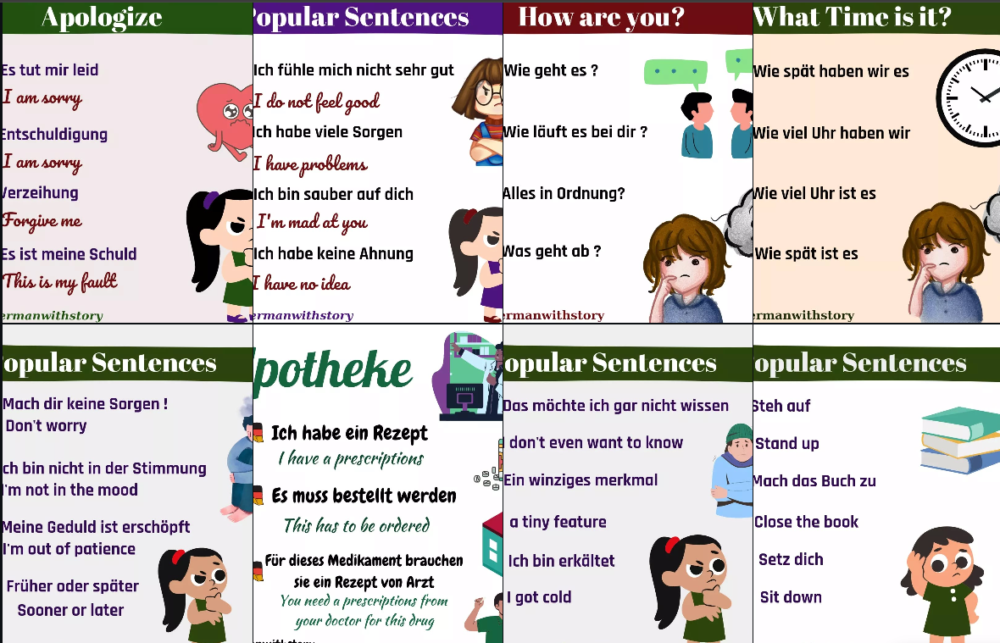 Apologize
Es tut mir leid
I am sorry
Entschuldigung
I am sorry
Verzeihung
Forgive me
Es ist meine Schuld
This is my fault
ermanwithstory
opular Sentences
Ich fühle mich nicht sehr gut
I do not feel good
Ich habe viele Sorgen
I have problems
Ich bin sauber auf dich
I'm mad at you
Ich habe keine Ahnung
I have no idea
ermanwithstory
How are you?
Wie geht es ?
Wie läuft es bei dir ?
Alles in Ordnung?
Was geht ab ?
ermanwithstory
What Time is it?
Wie spät haben wir es
Wie viel Uhr haben wir
Wie viel Uhr ist es
Wie spät ist es
ermanwithstory
opular Sentences
Mach dir keine Sorgen !
Don't worry
ch bin nicht in der Stimmung
I'm not in the mood
Meine Geduld ist erschöpft
I'm out of patience
Früher oder später
Sooner or later
potheke
Ich habe ein Rezept
I have a prescriptions
Es muss bestellt werden
This has to be ordered
Für dieses Medikament brauchen
sie ein Rezept von Arzt
You need a prescriptions from
your doctor for this drug
opular Sentences
Das möchte ich gar nicht wissen
don't even want to know
Ein winziges merkmal
a tiny feature
Ich bin erkältet
I got cold
opular Sentences
Steh auf
Stand up
Mach das Buch zu
Close the book
Setz dich
Sit down